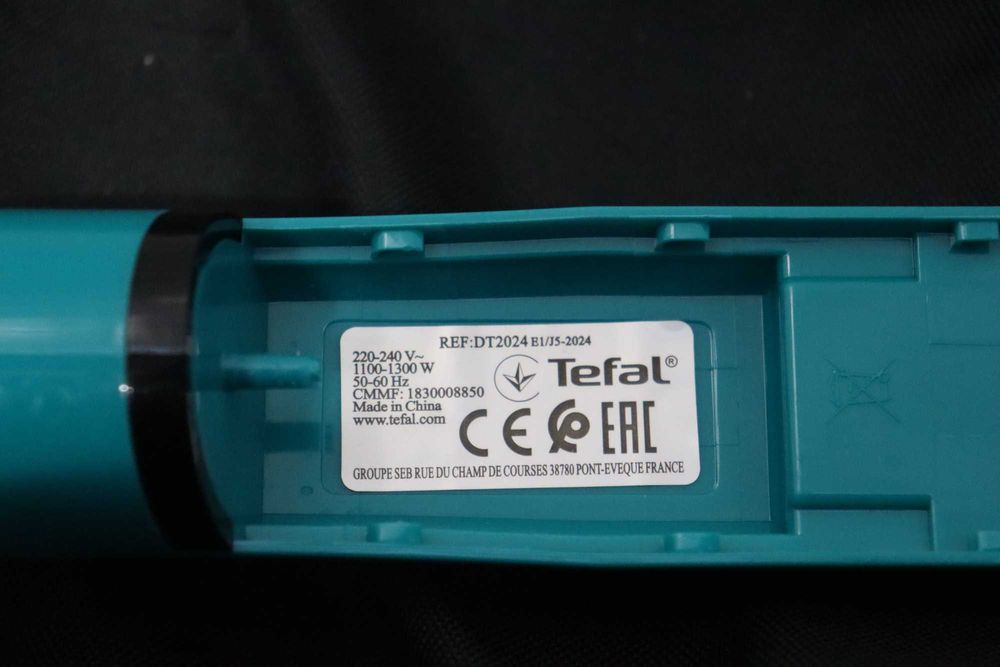 REF:DT2024 E1/J5-2024
220-240 V~
1100-1300 W
50-60 Hz
CMMF: 1830008850
Made in China
www.tefal.com
Tefal®
CE EAC
GROUPE SEB RUE DU CHAMP DE COURSES 38780 PONT-EVEQUE FRANCE